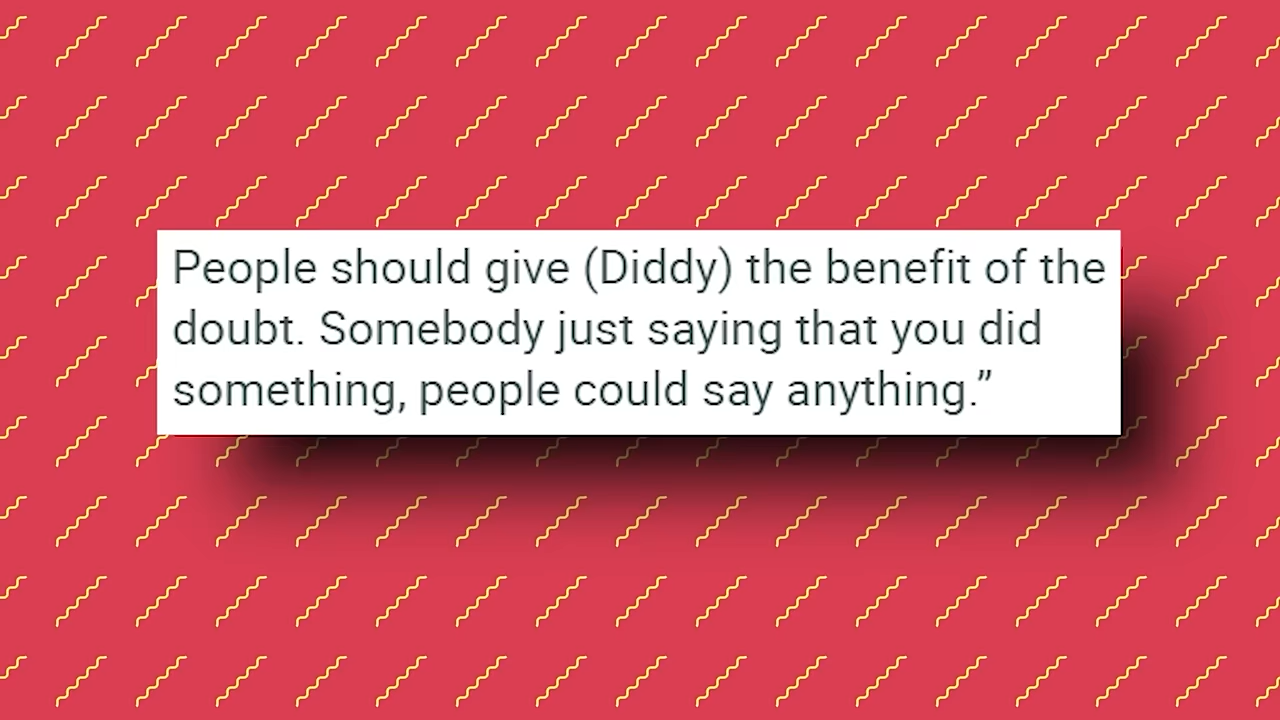 People should give (Diddy) the benefit of the
doubt. Somebody just saying that you did
something, people could say anything.”